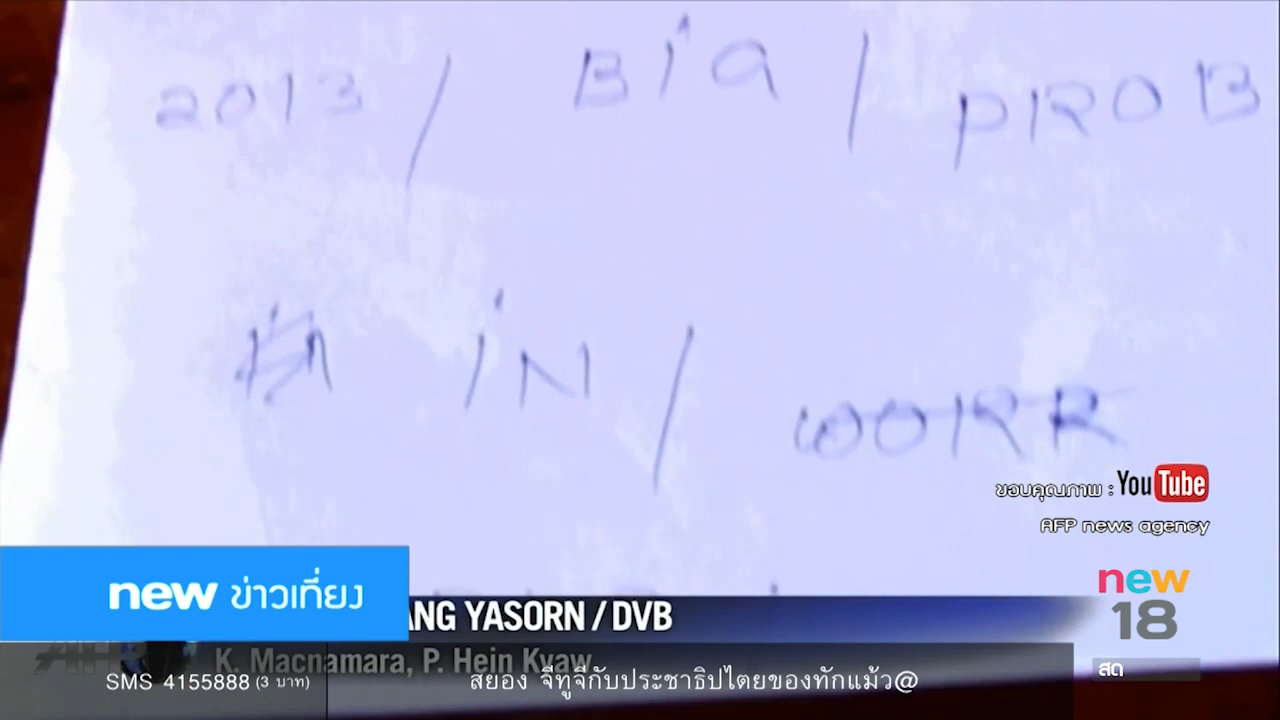 2013 / BiG / PROB
iN / WORR
ขอบคุณภาพ : YouTube
AFP news agency
new ข่าวเที่ยง
ANG YASORN / DVB
new
18
K. Macnamara, P. Hein Kyaw
สด
SMS 4155888 (3 บาท)
สยอง จีทูจีกับประชาธิปไตยของทักแม้ว@